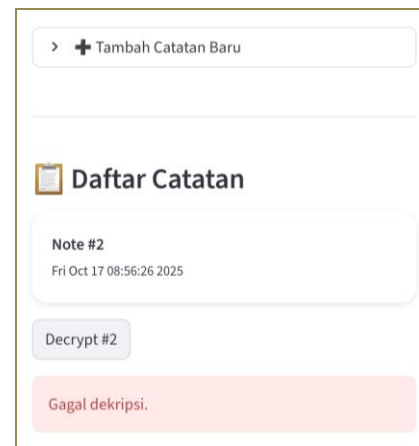 Tambah Catatan Baru
Daftar Catatan
Note #2
Fri Oct 17 08:56:26 2025
Decrypt #2
Gagal dekripsi.